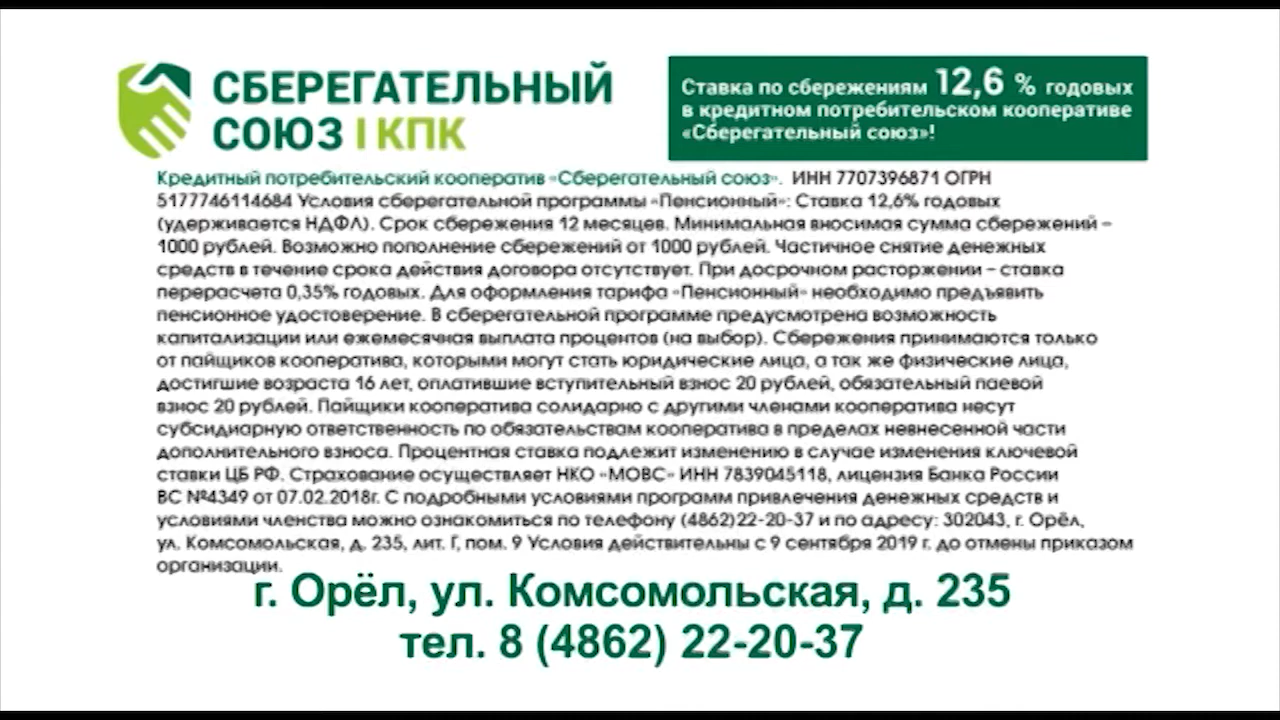 СБЕРЕГАТЕЛЬНЫЙ
СОЮЗ | КПК
Ставка по сбережениям 12,6 % годовых
в кредитном потребительском кооперативе
«Сберегательный союз»!
Кредитный потребительский кооператив «Сберегательный союз». ИНН 7707396871 ОГРН
5177746114684 Условия сберегательной программы «Пенсионный»: Ставка 12,6% годовых
(удерживается НДФЛ). Срок сбережения 12 месяцев. Минимальная вносимая сумма сбережений –
1000 рублей. Возможно пополнение сбережений от 1000 рублей. Частичное снятие денежных
средств в течение срока действия договора отсутствует. При досрочном расторжении – ставка
перерасчета 0,35% годовых. Для оформления тарифа «Пенсионный» необходимо предъявить
пенсионное удостоверение. В сберегательной программе предусмотрена возможность
капитализации или ежемесячная выплата процентов (на выбор). Сбережения принимаются только
от пайщиков кооператива, которыми могут стать юридические лица, а так же физические лица,
достигшие возраста 16 лет, оплатившие вступительный взнос 20 рублей, обязательный паевой
взнос 20 рублей. Пайщики кооператива солидарно с другими членами кооператива несут
субсидиарную ответственность по обязательствам кооператива в пределах невнесенной части
дополнительного взноса. Процентная ставка подлежит изменению в случае изменения ключевой
ставки ЦБ РФ. Страхование осуществляет НКО «МОВС» ИНН 7839045118, лицензия Банка России
ВС №4349 от 07.02.2018г. С подробными условиями программ привлечения денежных средств и
условиями членства можно ознакомиться по телефону (4862)22-20-37 и по адресу: 302043, г. Орёл,
ул. Комсомольская, д. 235, лит. Г, пом. 9 Условия действительны с 9 сентября 2019 г. до отмены приказом
организации.
г. Орёл, ул. Комсомольская, д. 235
тел. 8 (4862) 22-20-37